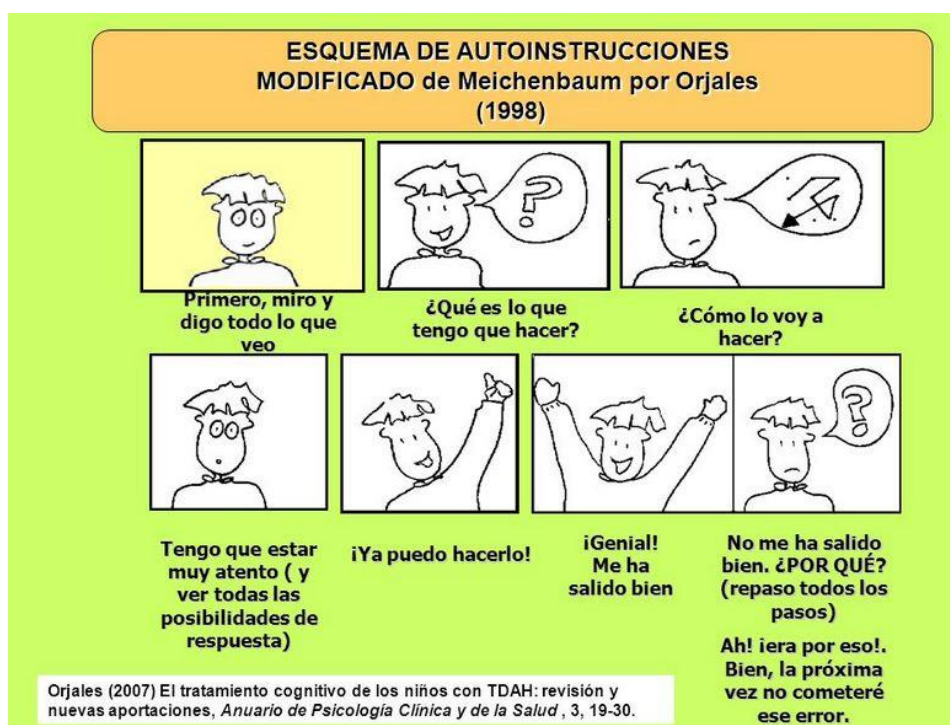 ESQUEMA DE AUTOINSTRUCCIONES
MODIFICADO de Meichenbaum por Orjales
(1998)
?
Primero, miro y
digo todo lo que
veo
¿Qué es lo que
tengo que hacer?
¿Cómo lo voy a
hacer?
?
Tengo que estar
muy atento ( y
ver todas las
posibilidades de
respuesta)
¡Ya puedo hacerlo!
¡Genial!
Me ha
salido bien
No me ha salido
bien. ¿POR QUÉ?
(repaso todos los
pasos)
Ah! ¡era por eso!.
Bien, la próxima
vez no cometeré
ese error.
Orjales (2007) El tratamiento cognitivo de los niños con TDAH: revisión y
nuevas aportaciones, Anuario de Psicología Clínica y de la Salud , 3, 19-30.